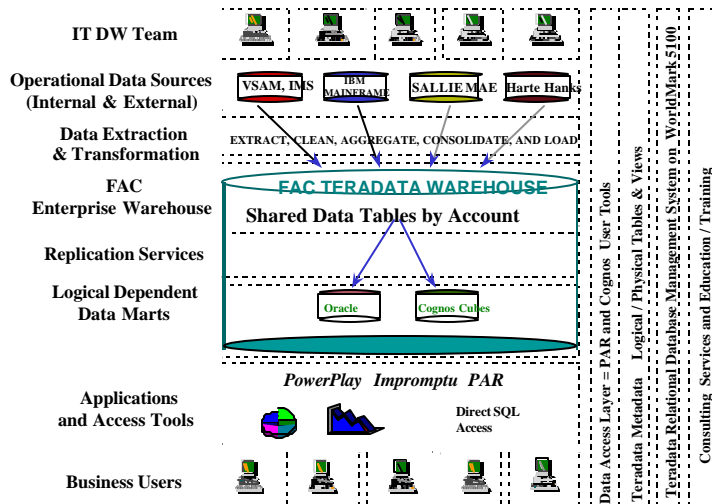 IT DW Team
Operational Data Sources
(Internal & External)
VSAM, IMS
IBM
MAINFRAME
SALLIE MAE
Harte Hanks
Data Extraction
& Transformation
EXTRACT, CLEAN, AGGREGATE, CONSOLIDATE, AND LOAD
FAC
Enterprise Warehouse
FAC TERADATA WAREHOUSE
Shared Data Tables by Account
Replication Services
Logical Dependent
Data Marts
Oracle
Cognos Cubes
Applications
and Access Tools
PowerPlay Impromptu PAR
Direct SQL
Access
Business Users
Data Access Layer = PAR and Cognos User Tools
Teradata Metadata Logical / Physical Tables & Views
Teradata Relational Database Management System on WorldMark 5100
Consulting Services and Education / Training